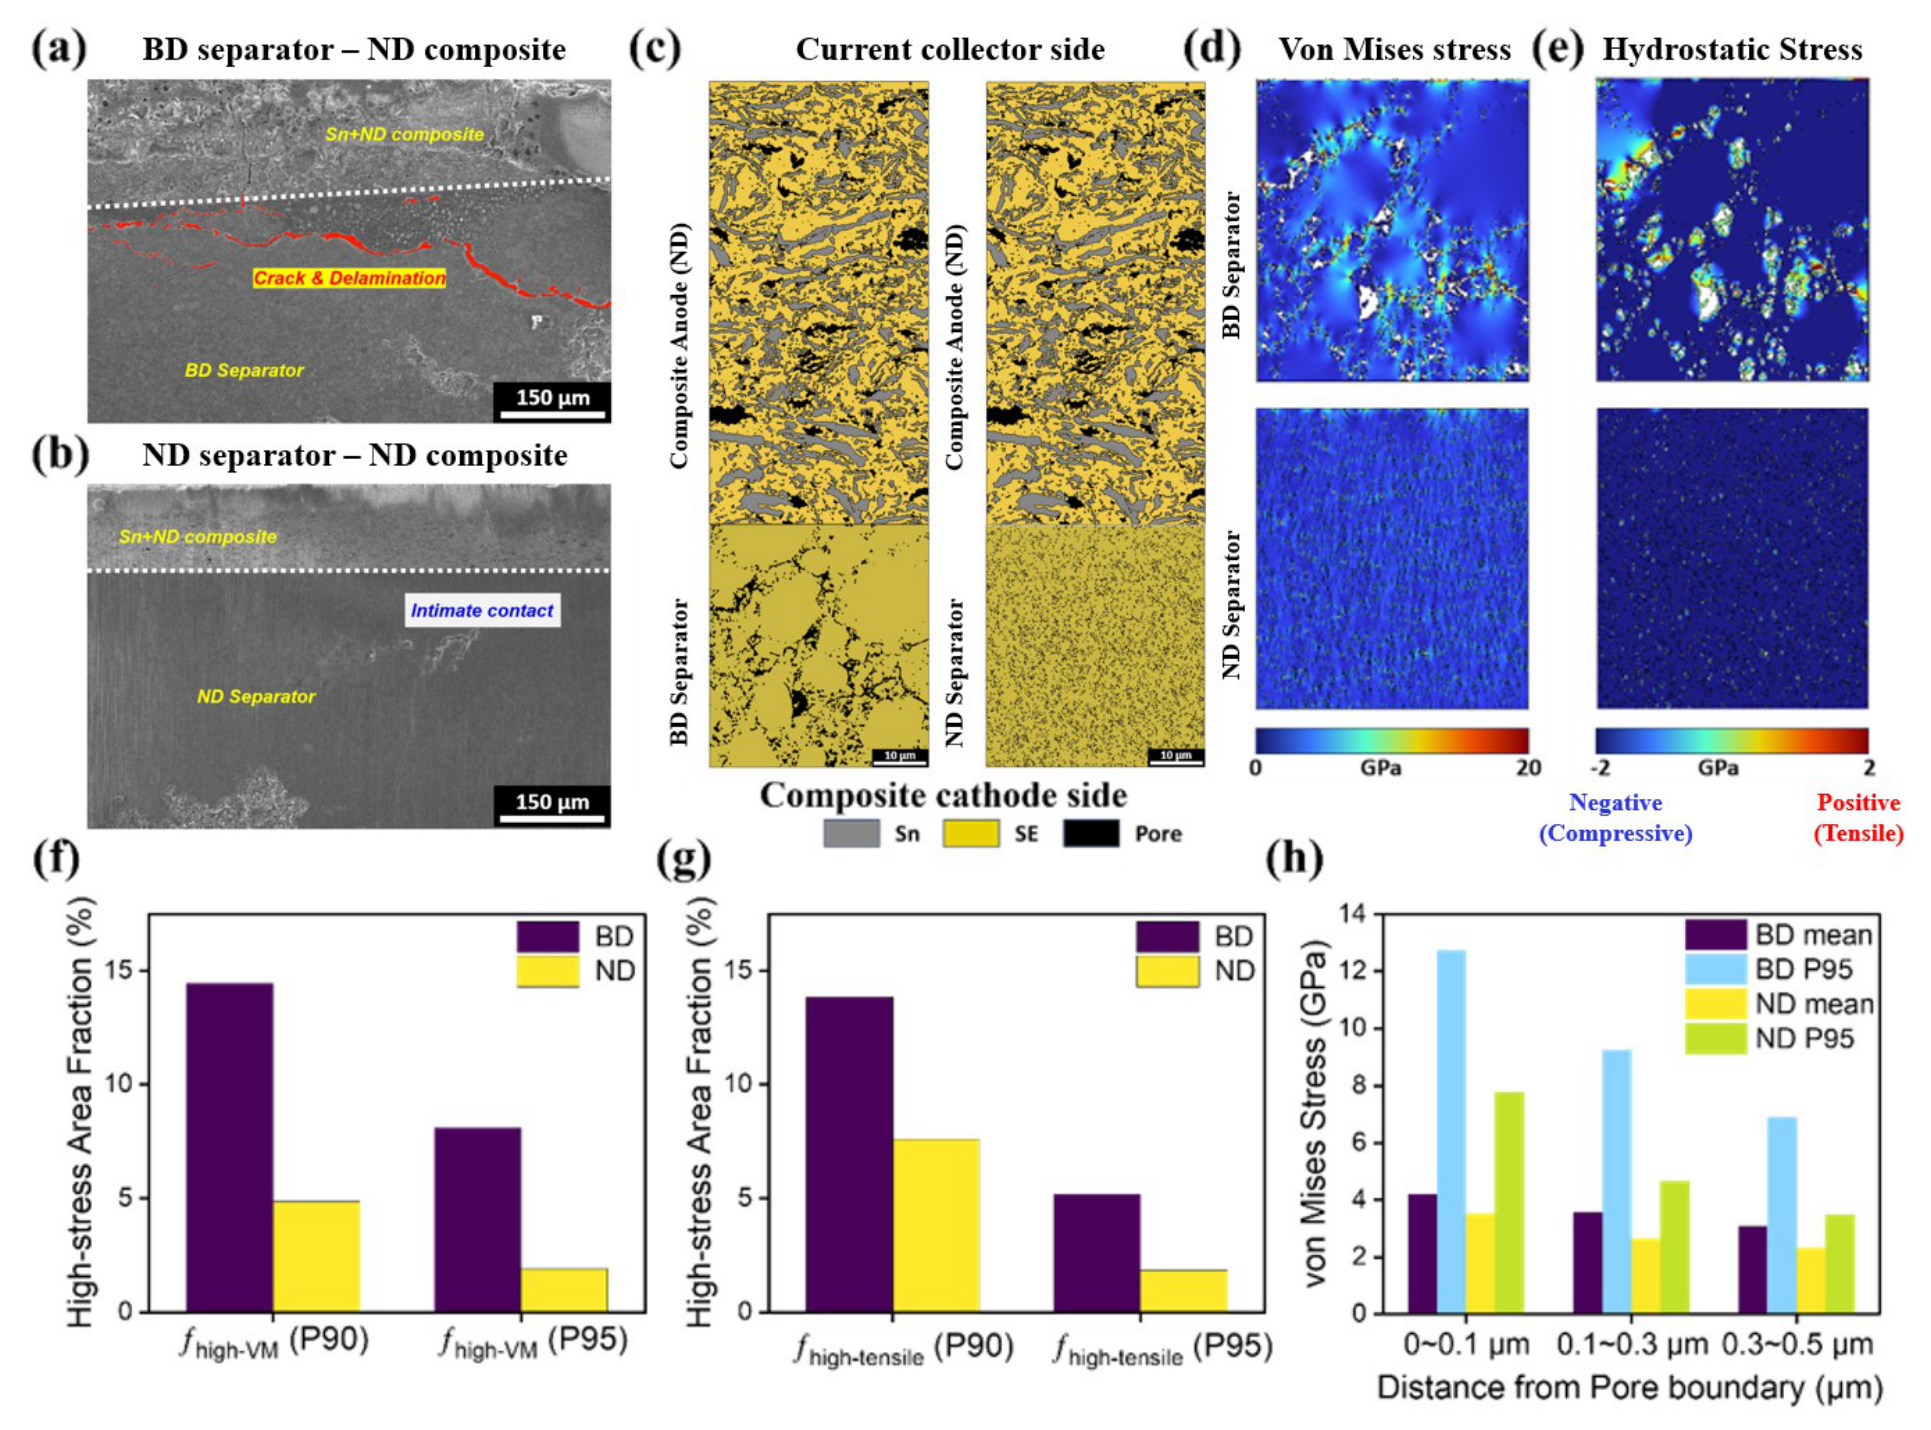 (a) BD separator – ND composite
Sn+ND composite
Crack & Delamination
BD Separator
150 μm
(b) ND separator – ND composite
Sn+ND composite
Intimate contact
ND Separator
150 μm
(c) Current collector side
Composite Anode (ND)
BD Separator
10 μm
Composite Anode (ND)
ND Separator
10 μm
Composite cathode side
Sn SE Pore
(d) Von Mises stress
(e) Hydrostatic Stress
BD Separator
ND Separator
0 GPa 20
-2 GPa 2
Negative
(Compressive)
Positive
(Tensile)
(f)
High-stress Area Fraction (%)
15
10
5
0
BD
ND
fhigh-VM (P90) fhigh-VM (P95)
(g)
High-stress Area Fraction (%)
15
10
5
0
BD
ND
fhigh-tensile (P90) fhigh-tensile (P95)
(h)
von Mises Stress (GPa)
14
12
10
8
6
4
2
0
BD mean
BD P95
ND mean
ND P95
0~0.1 μm 0.1~0.3 μm 0.3~0.5 μm
Distance from Pore boundary (μm)